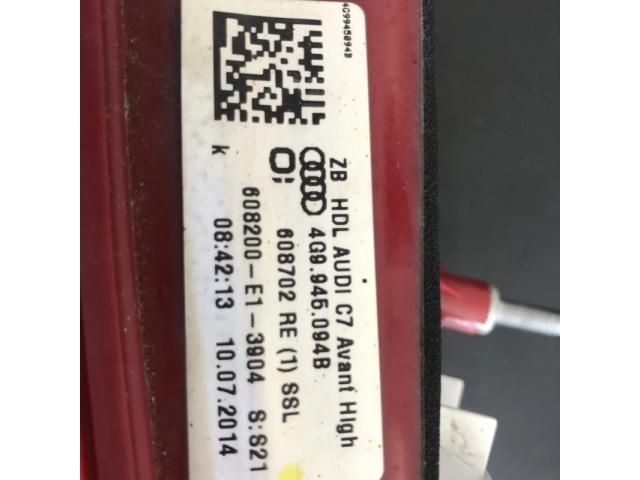 4G9945094B
ZB HDL AUDI C7 Avant High
4G9.945.094B
608702 RE (1) SSL
608200-E1-3904 S:S21
k 08:42:13 10.07.2014